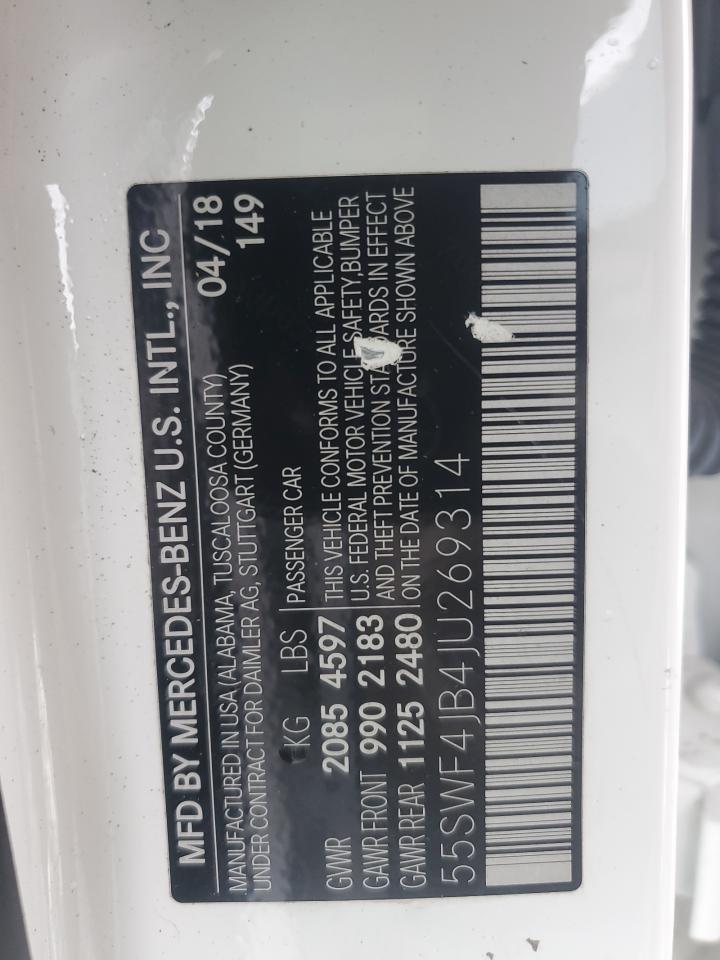 MFD BY MERCEDES-BENZ U.S. INTL., INC
MANUFACTURED IN USA (ALABAMA, TUSCALOOSA COUNTY) 04/18
UNDER CONTRACT FOR DAIMLER AG, STUTTGART (GERMANY) 149
KG LBS PASSENGER CAR
GVWR 2085 4597 THIS VEHICLE CONFORMS TO ALL APPLICABLE
U.S. FEDERAL MOTOR VEHICLE SAFETY, BUMPER
GAWR FRONT 990 2183 AND THEFT PREVENTION STANDARDS IN EFFECT
GAWR REAR 1125 2480 ON THE DATE OF MANUFACTURE SHOWN ABOVE
55SWF4JB4JU269314